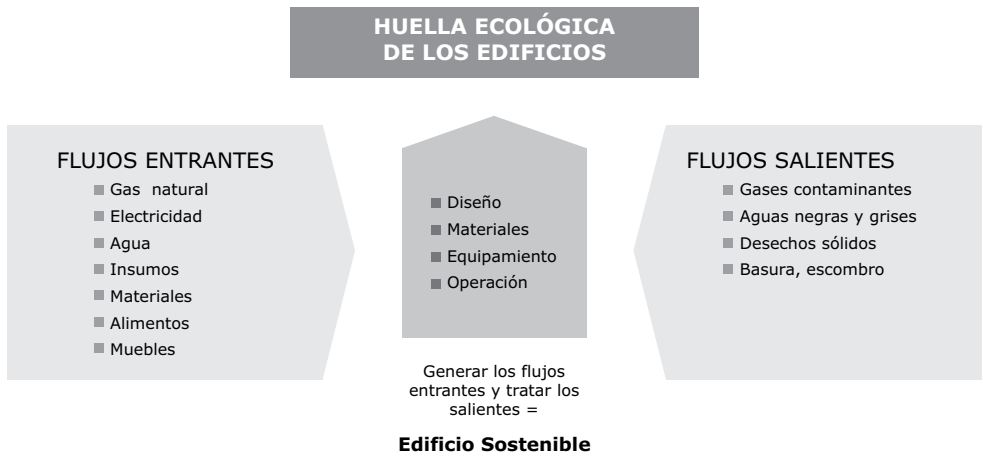 HUELLA ECOLÓGICA
DE LOS EDIFICIOS
FLUJOS ENTRANTES
Gas natural
Electricidad
Agua
Insumos
Materiales
Alimentos
Muebles
Diseño
Materiales
Equipamiento
Operación
Generar los flujos
entrantes y tratar los
salientes =
Edificio Sostenible
FLUJOS SALIENTES
Gases contaminantes
Aguas negras y grises
Desechos sólidos
Basura, escombro